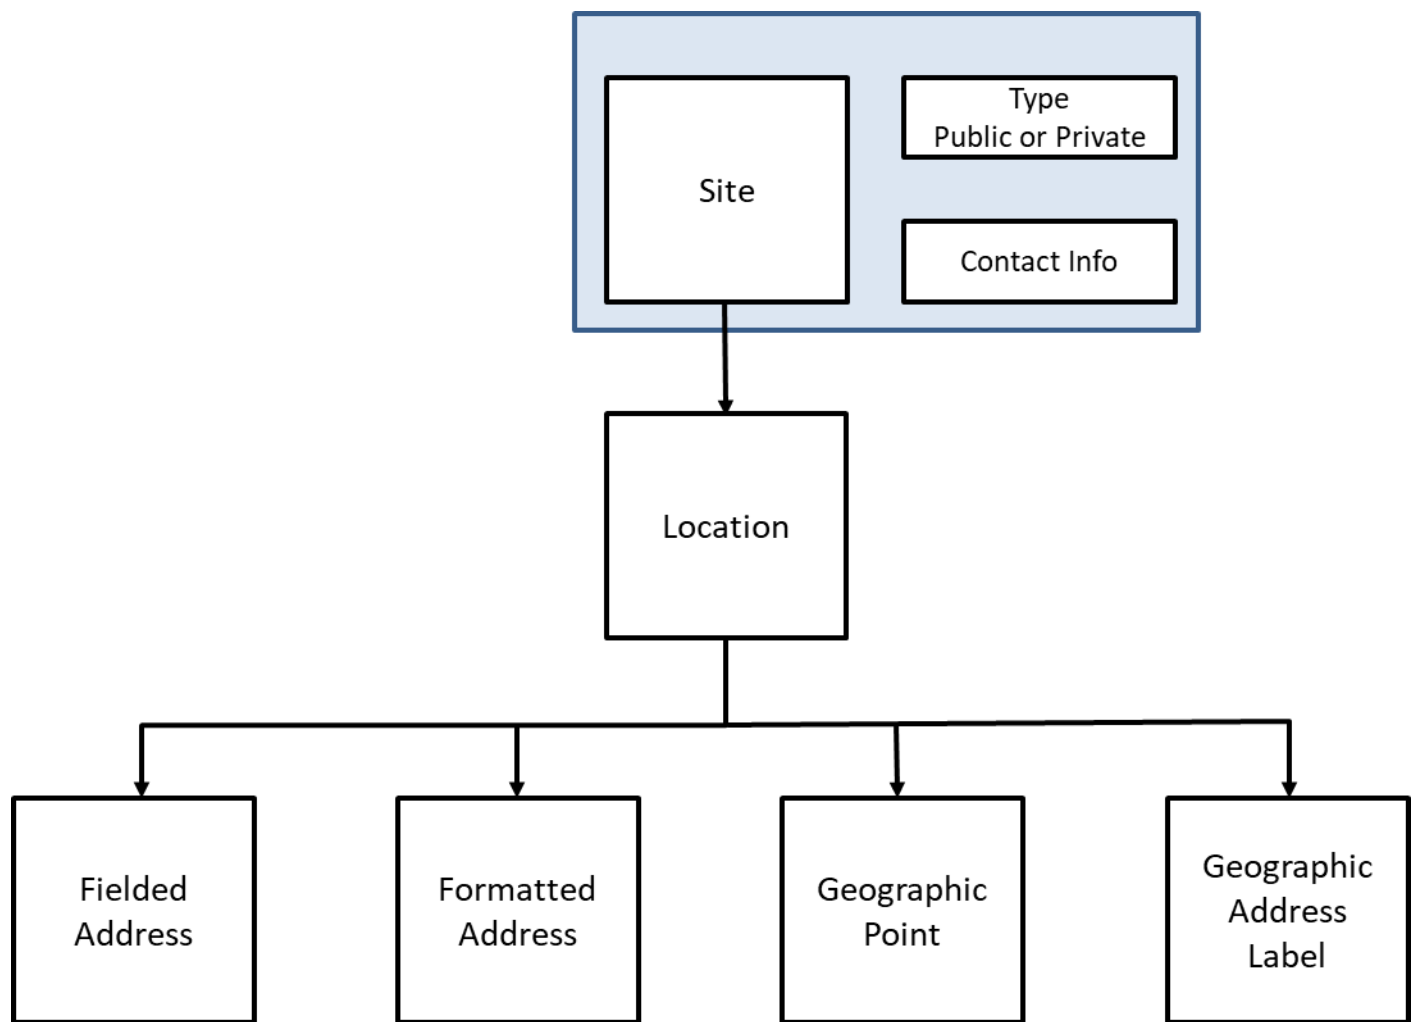 Site
Type
Public or Private
Contact Info
Location
Fielded
Address
Formatted
Address
Geographic
Point
Geographic
Address
Label